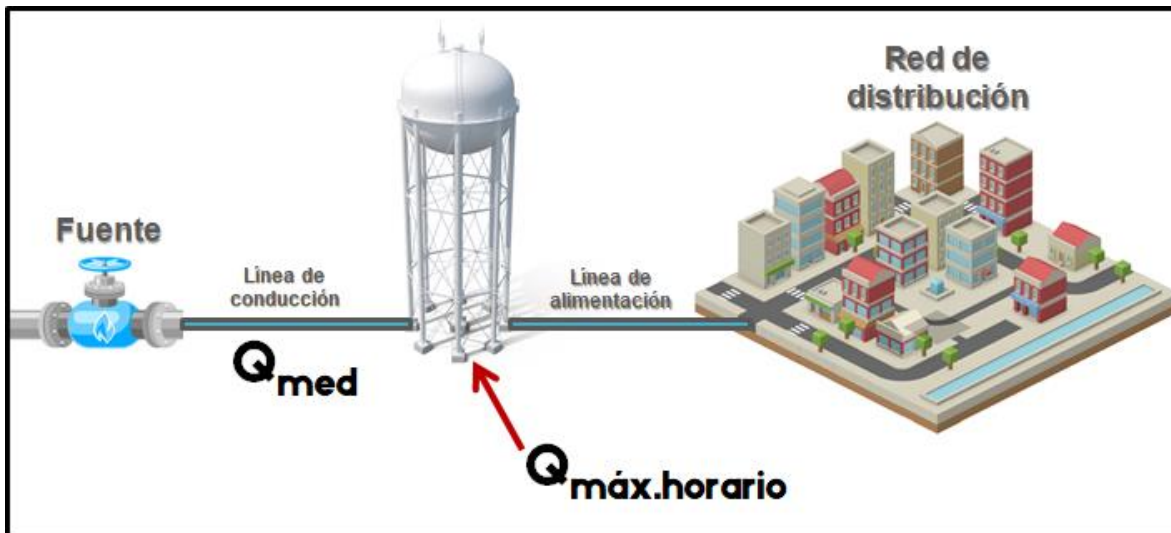 Red de
distribución
Fuente
Línea de
conducción
Línea de
alimentación
Qmed
Qmáx.horario